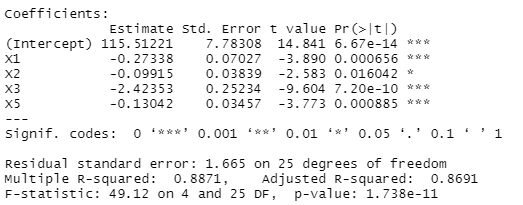 Coefficients:
Estimate Std. Error t value Pr(>|t|)
(Intercept) 115.51221 7.78308 14.841 6.67e-14 ***
X1 -0.27338 0.07027 -3.890 0.000656 ***
X2 -0.09915 0.03839 -2.583 0.016042 *
X3 -2.42353 0.25234 -9.604 7.20e-10 ***
X5 -0.13042 0.03457 -3.773 0.000885 ***
---
Signif. codes: 0 ‘***’ 0.001 ‘**’ 0.01 ‘*’ 0.05 ‘.’ 0.1 ‘ ’ 1
Residual standard error: 1.665 on 25 degrees of freedom
Multiple R-squared: 0.8871, Adjusted R-squared: 0.8691
F-statistic: 49.12 on 4 and 25 DF, p-value: 1.738e-11